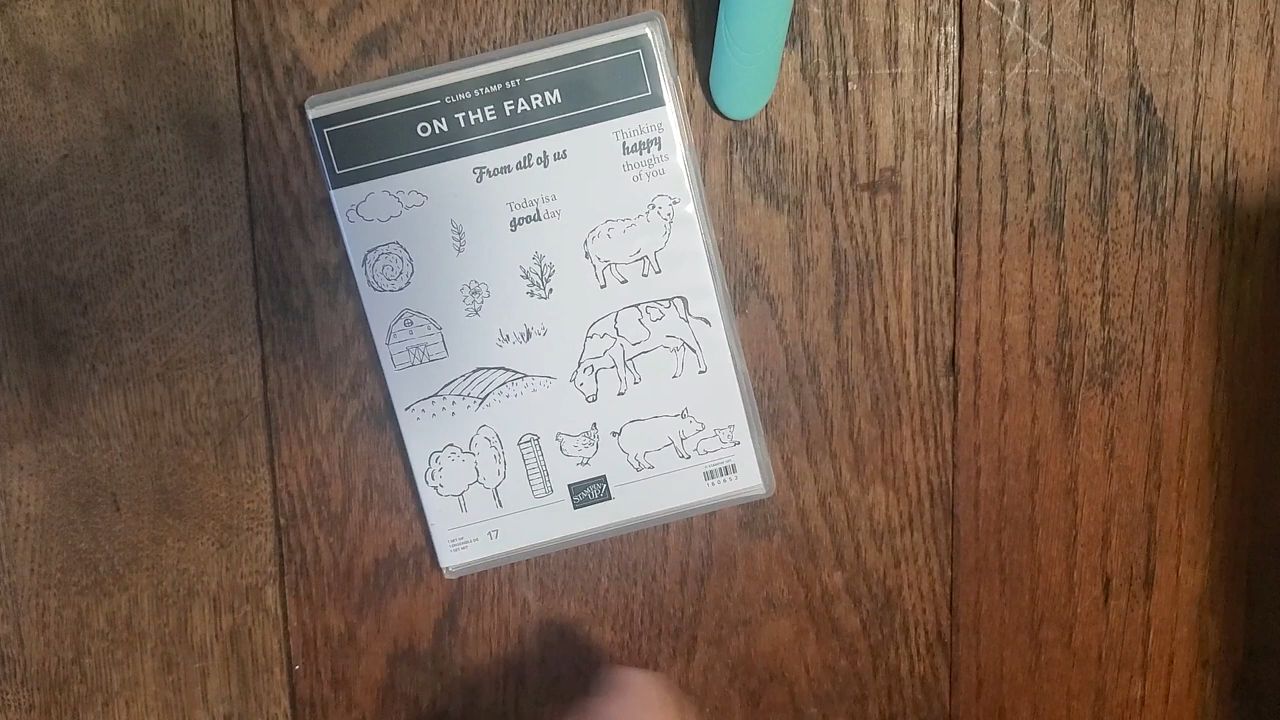 CLING STAMP SET
ON THE FARM
Thinking
happy
thoughts
of you
From all of us
Today is a
good day
STAMPIN'
UP!
160652
17